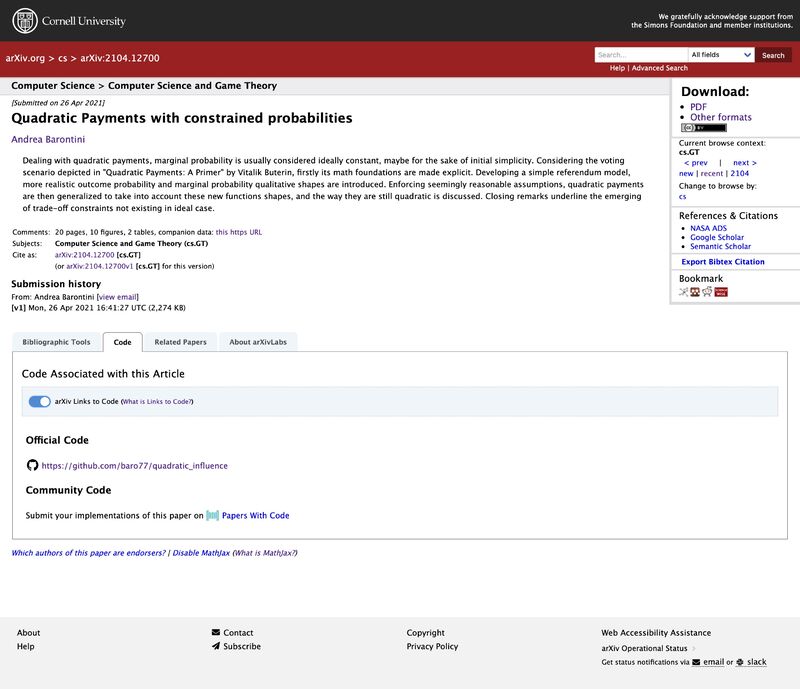 Cornell University
We gratefully acknowledge support from
the Simons Foundation and member institutions.
arXiv.org > cs > arXiv:2104.12700
Search...
All fields
Search
Help | Advanced Search
Computer Science > Computer Science and Game Theory
[Submitted on 26 Apr 2021]
Quadratic Payments with constrained probabilities
Andrea Barontini
Dealing with quadratic payments, marginal probability is usually considered ideally constant, maybe for the sake of initial simplicity. Considering the voting
scenario depicted in "Quadratic Payments: A Primer" by Vitalik Buterin, firstly its math foundations are made explicit. Developing a simple referendum model,
more realistic outcome probability and marginal probability qualitative shapes are introduced. Enforcing seemingly reasonable assumptions, quadratic payments
are then generalized to take into account these new functions shapes, and the way they are still quadratic is discussed. Closing remarks underline the emerging
of trade-off constraints not existing in ideal case.
Comments: 20 pages, 10 figures, 2 tables, companion data: this https URL
Subjects: Computer Science and Game Theory (cs.GT)
Cite as: arXiv:2104.12700 [cs.GT]
(or arXiv:2104.12700v1 [cs.GT] for this version)
Submission history
From: Andrea Barontini [view email]
[v1] Mon, 26 Apr 2021 16:41:27 UTC (2,274 KB)
Download:
PDF
Other formats
(cc) BY
Current browse context:
cs.GT
< prev | next >
new | recent | 2104
Change to browse by:
cs
References & Citations
NASA ADS
Google Scholar
Semantic Scholar
Export Bibtex Citation
Bookmark
Bibliographic Tools
Code
Related Papers
About arXivLabs
Code Associated with this Article
arXiv Links to Code (What is Links to Code?)
Official Code
https://github.com/baro77/quadratic_influence
Community Code
Submit your implementations of this paper on Papers With Code
Which authors of this paper are endorsers? | Disable MathJax (What is MathJax?)
About
Help
Contact
Subscribe
Copyright
Privacy Policy
Web Accessibility Assistance
arXiv Operational Status
Get status notifications via email or slack